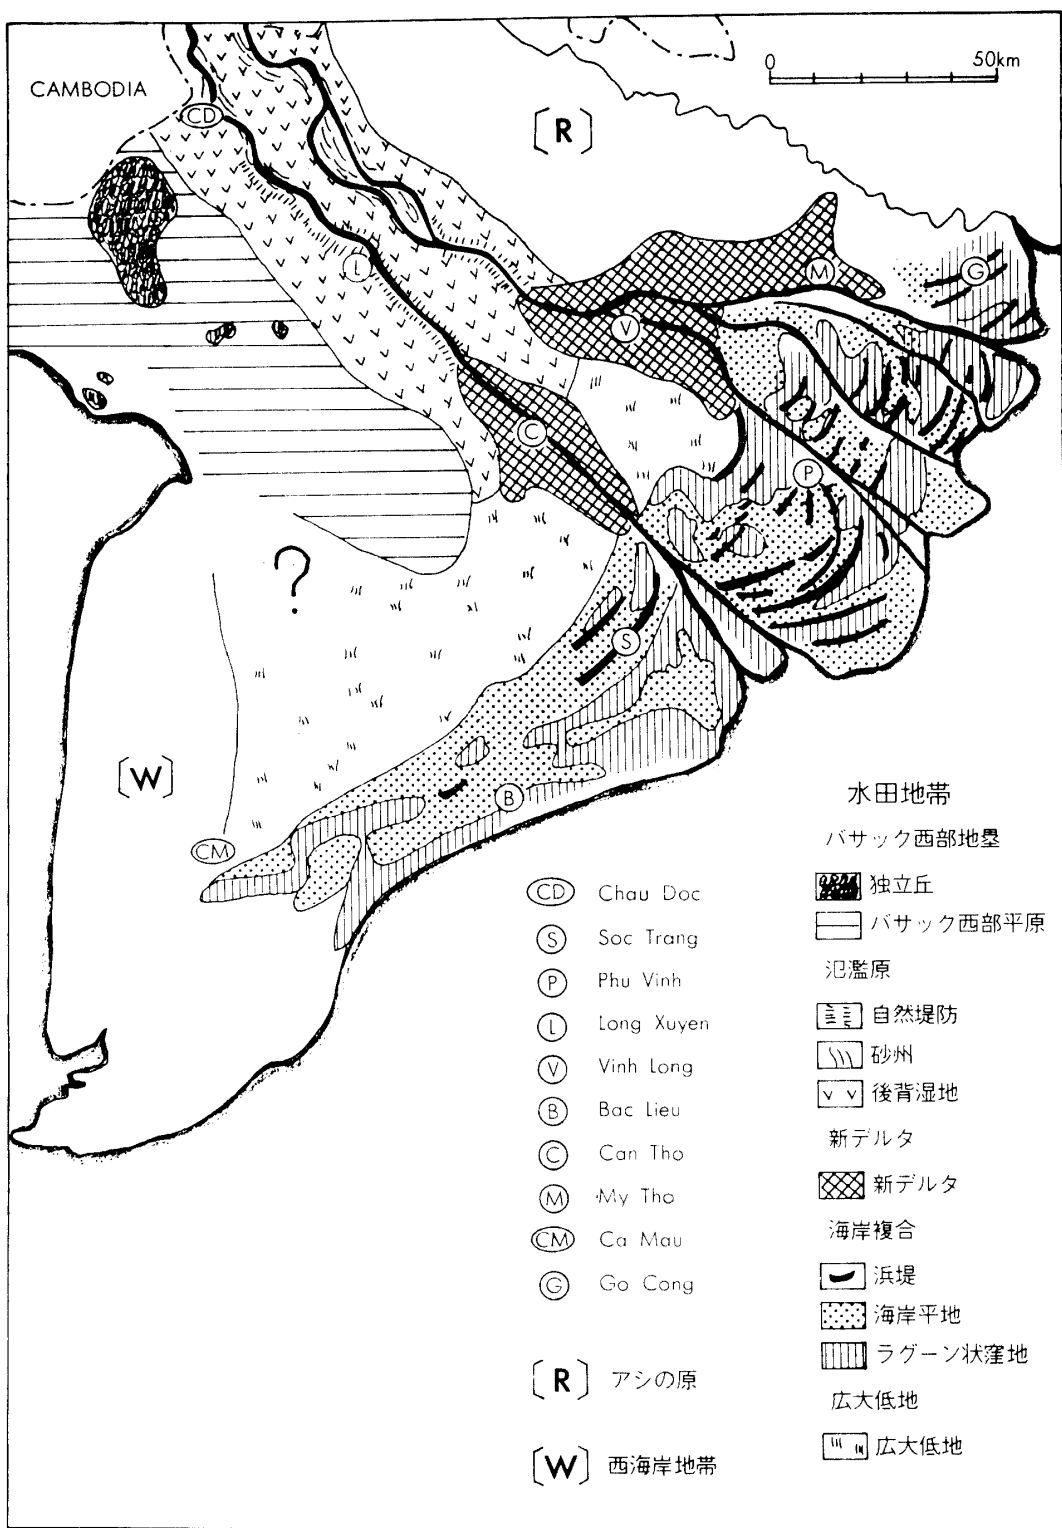 CAMBODIA
0 50km
CD
[R]
L
M
G
V
C
P
?
S
[W]
B
CM
CD Chau Doc
S Soc Trang
P Phu Vinh
L Long Xuyen
V Vinh Long
B Bac Lieu
C Can Tho
M My Tho
CM Ca Mau
G Go Cong
[R] アシの原
[W] 西海岸地帯
水田地帯
バサック西部地塁
独立丘
バサック西部平原
氾濫原
自然堤防
砂州
後背湿地
新デルタ
新デルタ
海岸複合
浜堤
海岸平地
ラグーン状窪地
広大低地
広大低地